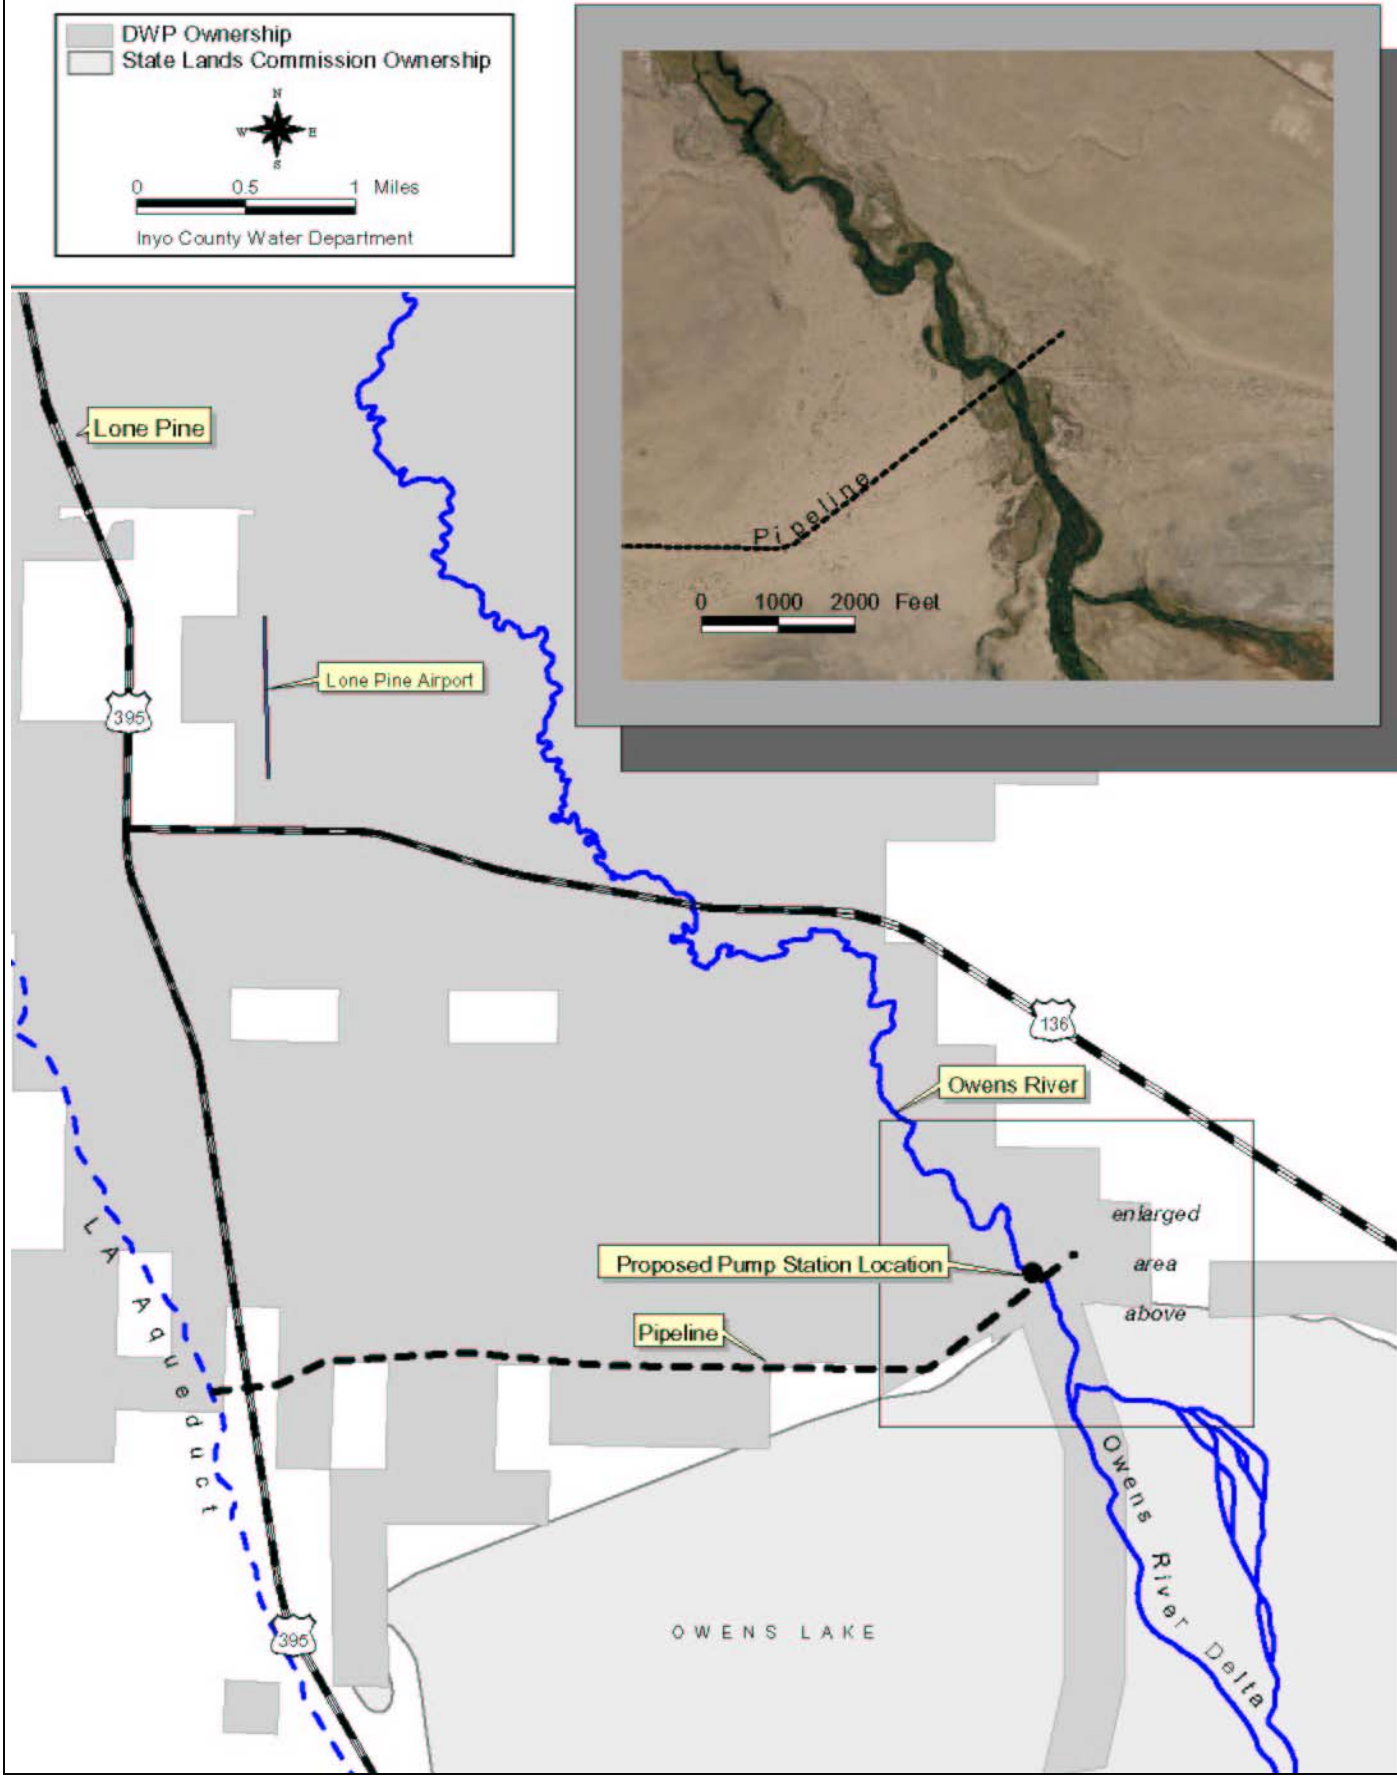 DWP Ownership
State Lands Commission Ownership
N
W E
S
0 0.5 1 Miles
Inyo County Water Department
Pipeline
0 1000 2000 Feet
Lone Pine
Lone Pine Airport
395
136
Owens River
enlarged
area
above
Proposed Pump Station Location
Pipeline
LA Aqueduct
Owens River Delta
OWENS LAKE
395